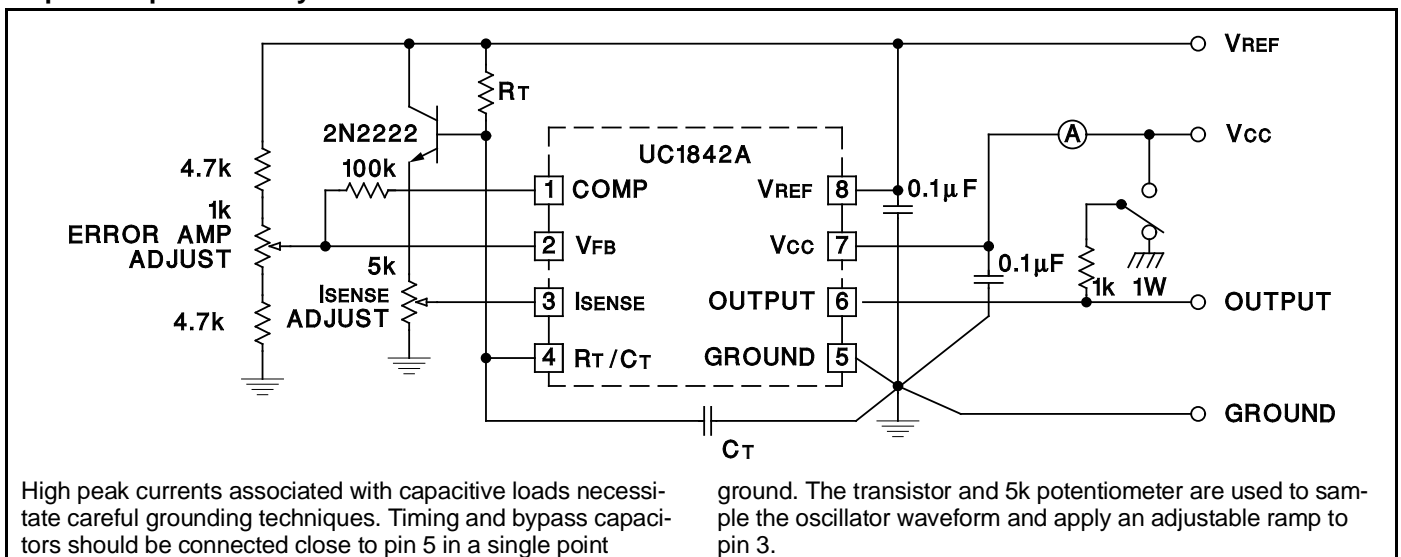 VREF
RT
VCC
A
2N2222
UC1842A
4.7k
100k
1 COMP
VREF 8
0.1µF
1k
ERROR AMP
ADJUST
2 VFB
VCC 7
5k
ISENSE
ADJUST
3 ISENSE
OUTPUT 6
0.1µF
1k 1W
OUTPUT
4.7k
4 RT/CT
GROUND 5
GROUND
CT
High peak currents associated with capacitive loads necessi-
tate careful grounding techniques. Timing and bypass capaci-
tors should be connected close to pin 5 in a single point
ground. The transistor and 5k potentiometer are used to sam-
ple the oscillator waveform and apply an adjustable ramp to
pin 3.